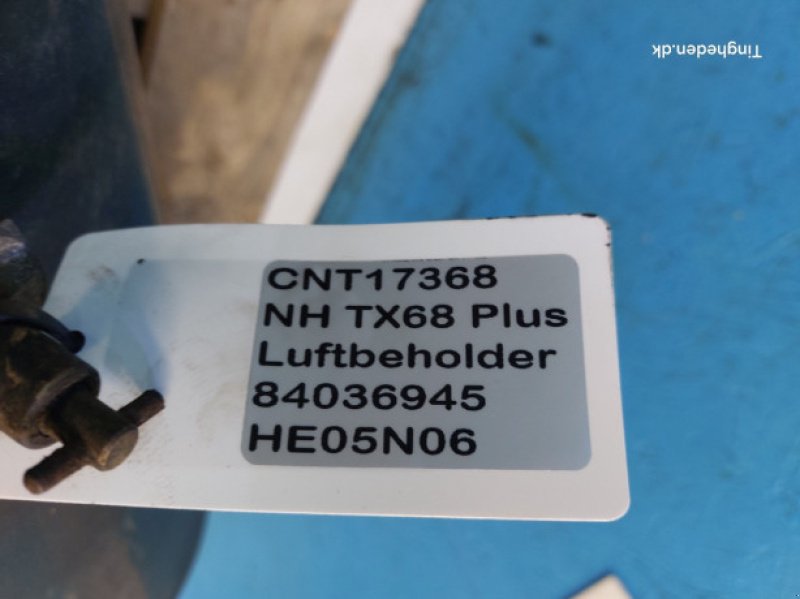 Tingheden.dk
CNT17368
NH TX68 Plus
Luftbeholder
84036945
HE05N06